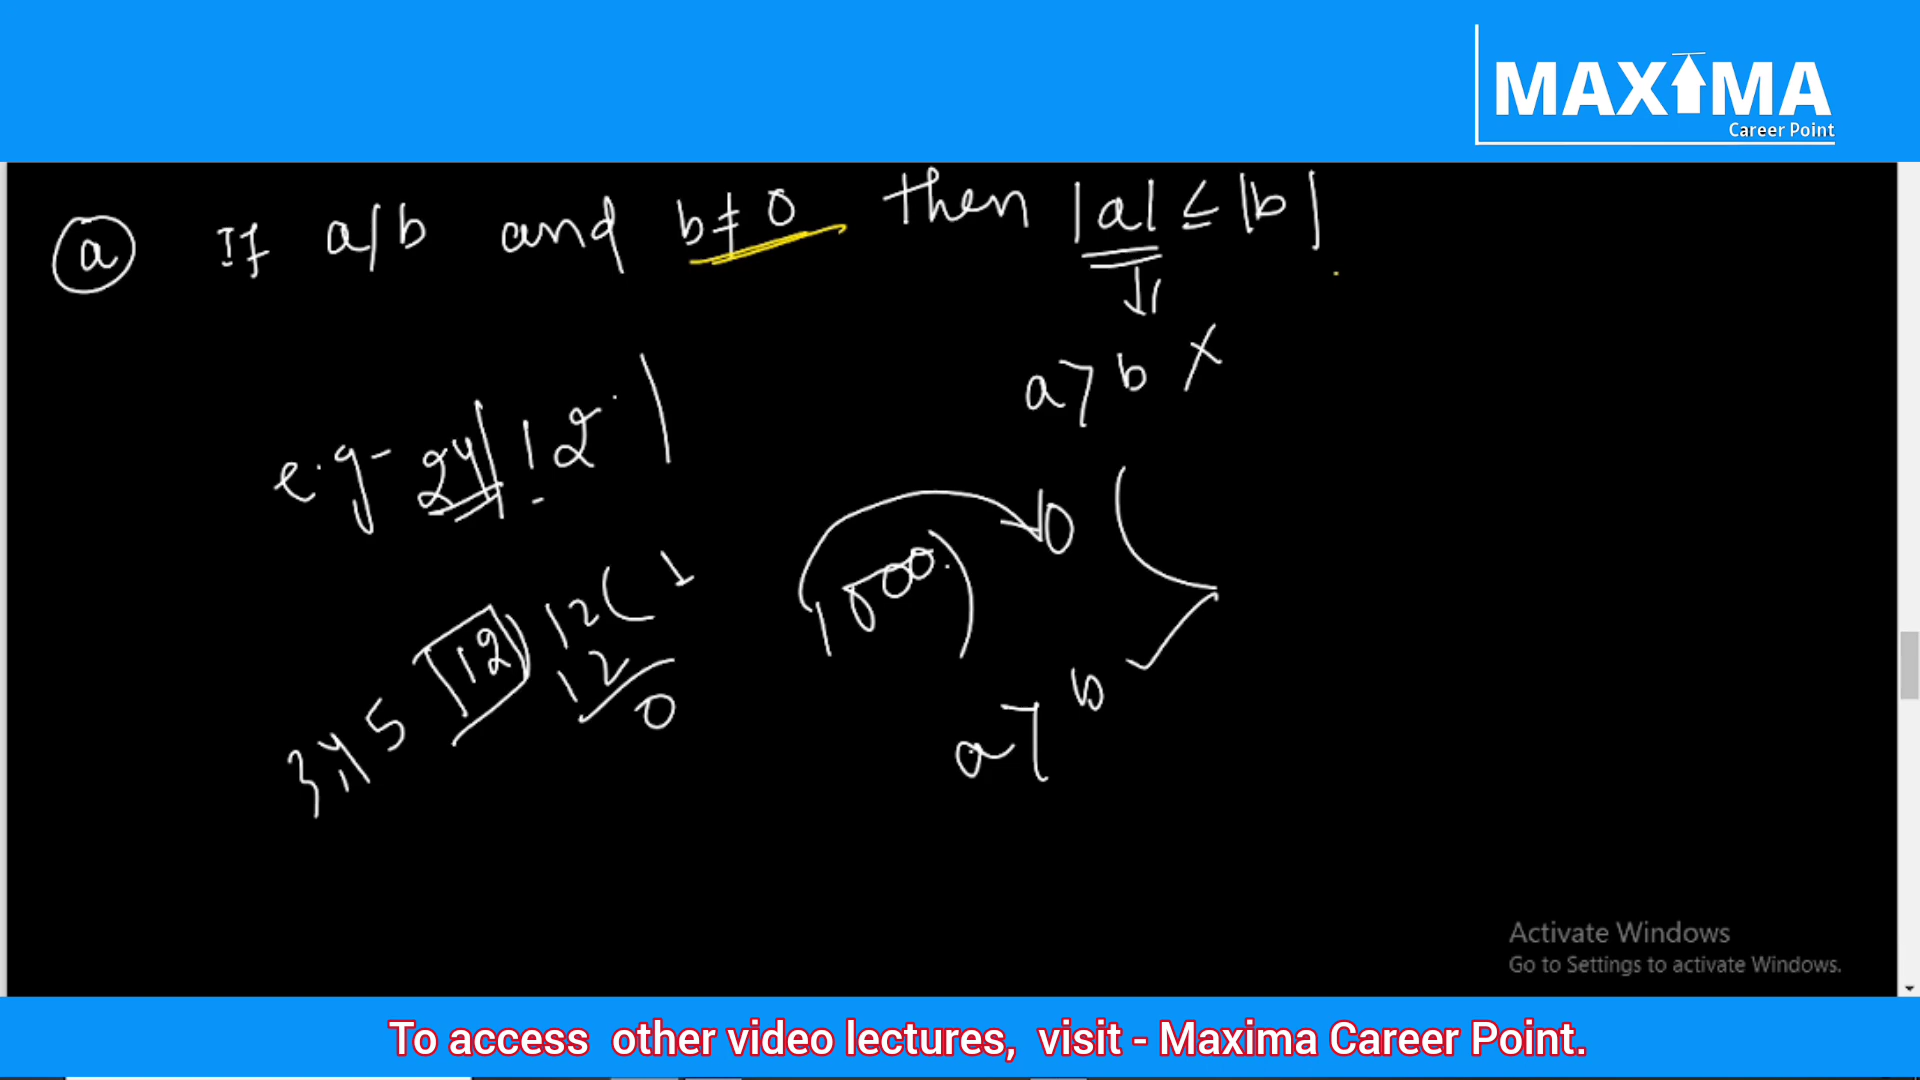 MAXIMA
Career Point
(a) If a/b and b≠0 then |a| ≤ |b|
a > b ×
e.g- 24/12
1000 0
12) 12 ( 1
12
0
3, 4, 5
a > b
Activate Windows
Go to Settings to activate Windows.
To access other video lectures, visit - Maxima Career Point.